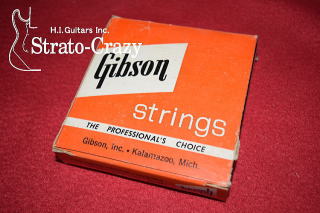 H.I.Guitars Inc.
Strato-Crazy
Gibson
strings
THE PROFESSIONAL'S CHOICE
Gibson, inc. • Kalamazoo, Mich.